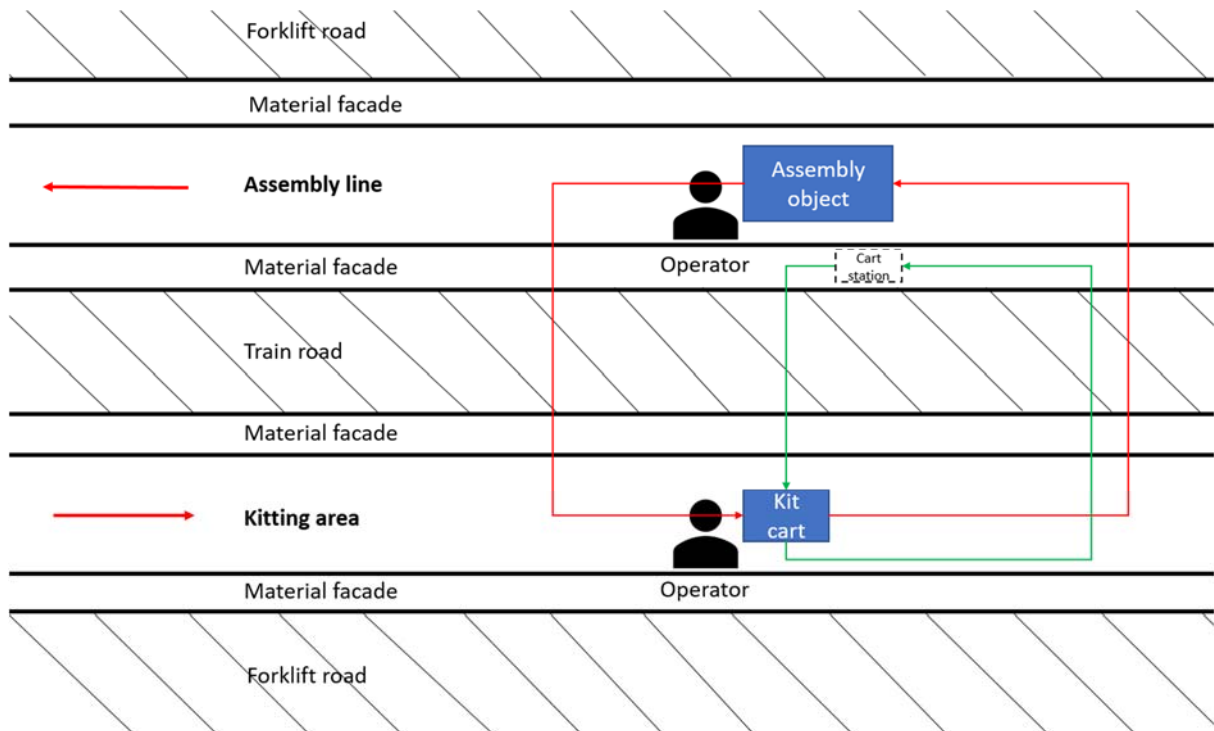 Forklift road
Material facade
Assembly line
Assembly
object
Material facade
Operator
Cart
station
Train road
Material facade
Kitting area
Kit
cart
Material facade
Operator
Forklift road